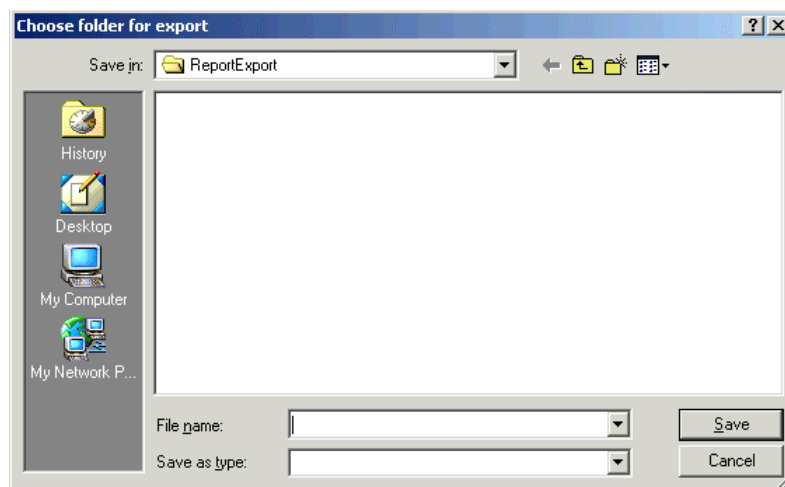 Choose folder for export
Save in: ReportExport
History
Desktop
My Computer
My Network P...
File name:
Save
Save as type:
Cancel